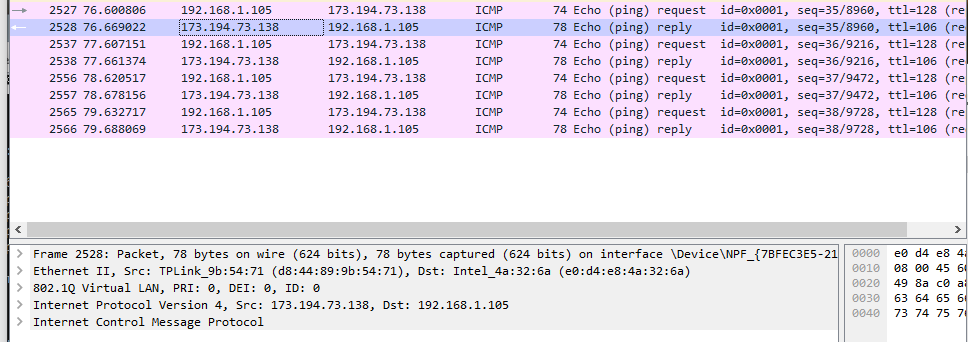 2527 76.600806 192.168.1.105 173.194.73.138 ICMP 74 Echo (ping) request id=0x0001, seq=35/8960, ttl=128 (re
2528 76.669022 173.194.73.138 192.168.1.105 ICMP 78 Echo (ping) reply id=0x0001, seq=35/8960, ttl=106 (re
2537 77.607151 192.168.1.105 173.194.73.138 ICMP 74 Echo (ping) request id=0x0001, seq=36/9216, ttl=128 (re
2538 77.661374 173.194.73.138 192.168.1.105 ICMP 78 Echo (ping) reply id=0x0001, seq=36/9216, ttl=106 (re
2556 78.620517 192.168.1.105 173.194.73.138 ICMP 74 Echo (ping) request id=0x0001, seq=37/9472, ttl=128 (re
2557 78.678156 173.194.73.138 192.168.1.105 ICMP 78 Echo (ping) reply id=0x0001, seq=37/9472, ttl=106 (re
2565 79.632717 192.168.1.105 173.194.73.138 ICMP 74 Echo (ping) request id=0x0001, seq=38/9728, ttl=128 (re
2566 79.688069 173.194.73.138 192.168.1.105 ICMP 78 Echo (ping) reply id=0x0001, seq=38/9728, ttl=106 (re
Frame 2528: Packet, 78 bytes on wire (624 bits), 78 bytes captured (624 bits) on interface \Device\NPF_{7BFEC3E5-21
Ethernet II, Src: TPLink_9b:54:71 (d8:44:89:9b:54:71), Dst: Intel_4a:32:6a (e0:d4:e8:4a:32:6a)
802.1Q Virtual LAN, PRI: 0, DEI: 0, ID: 0
Internet Protocol Version 4, Src: 173.194.73.138, Dst: 192.168.1.105
Internet Control Message Protocol
0000 e0 d4 e8 4a
0010 08 00 45 60
0020 49 8a c0 a8
0030 63 64 65 66
0040 73 74 75 76